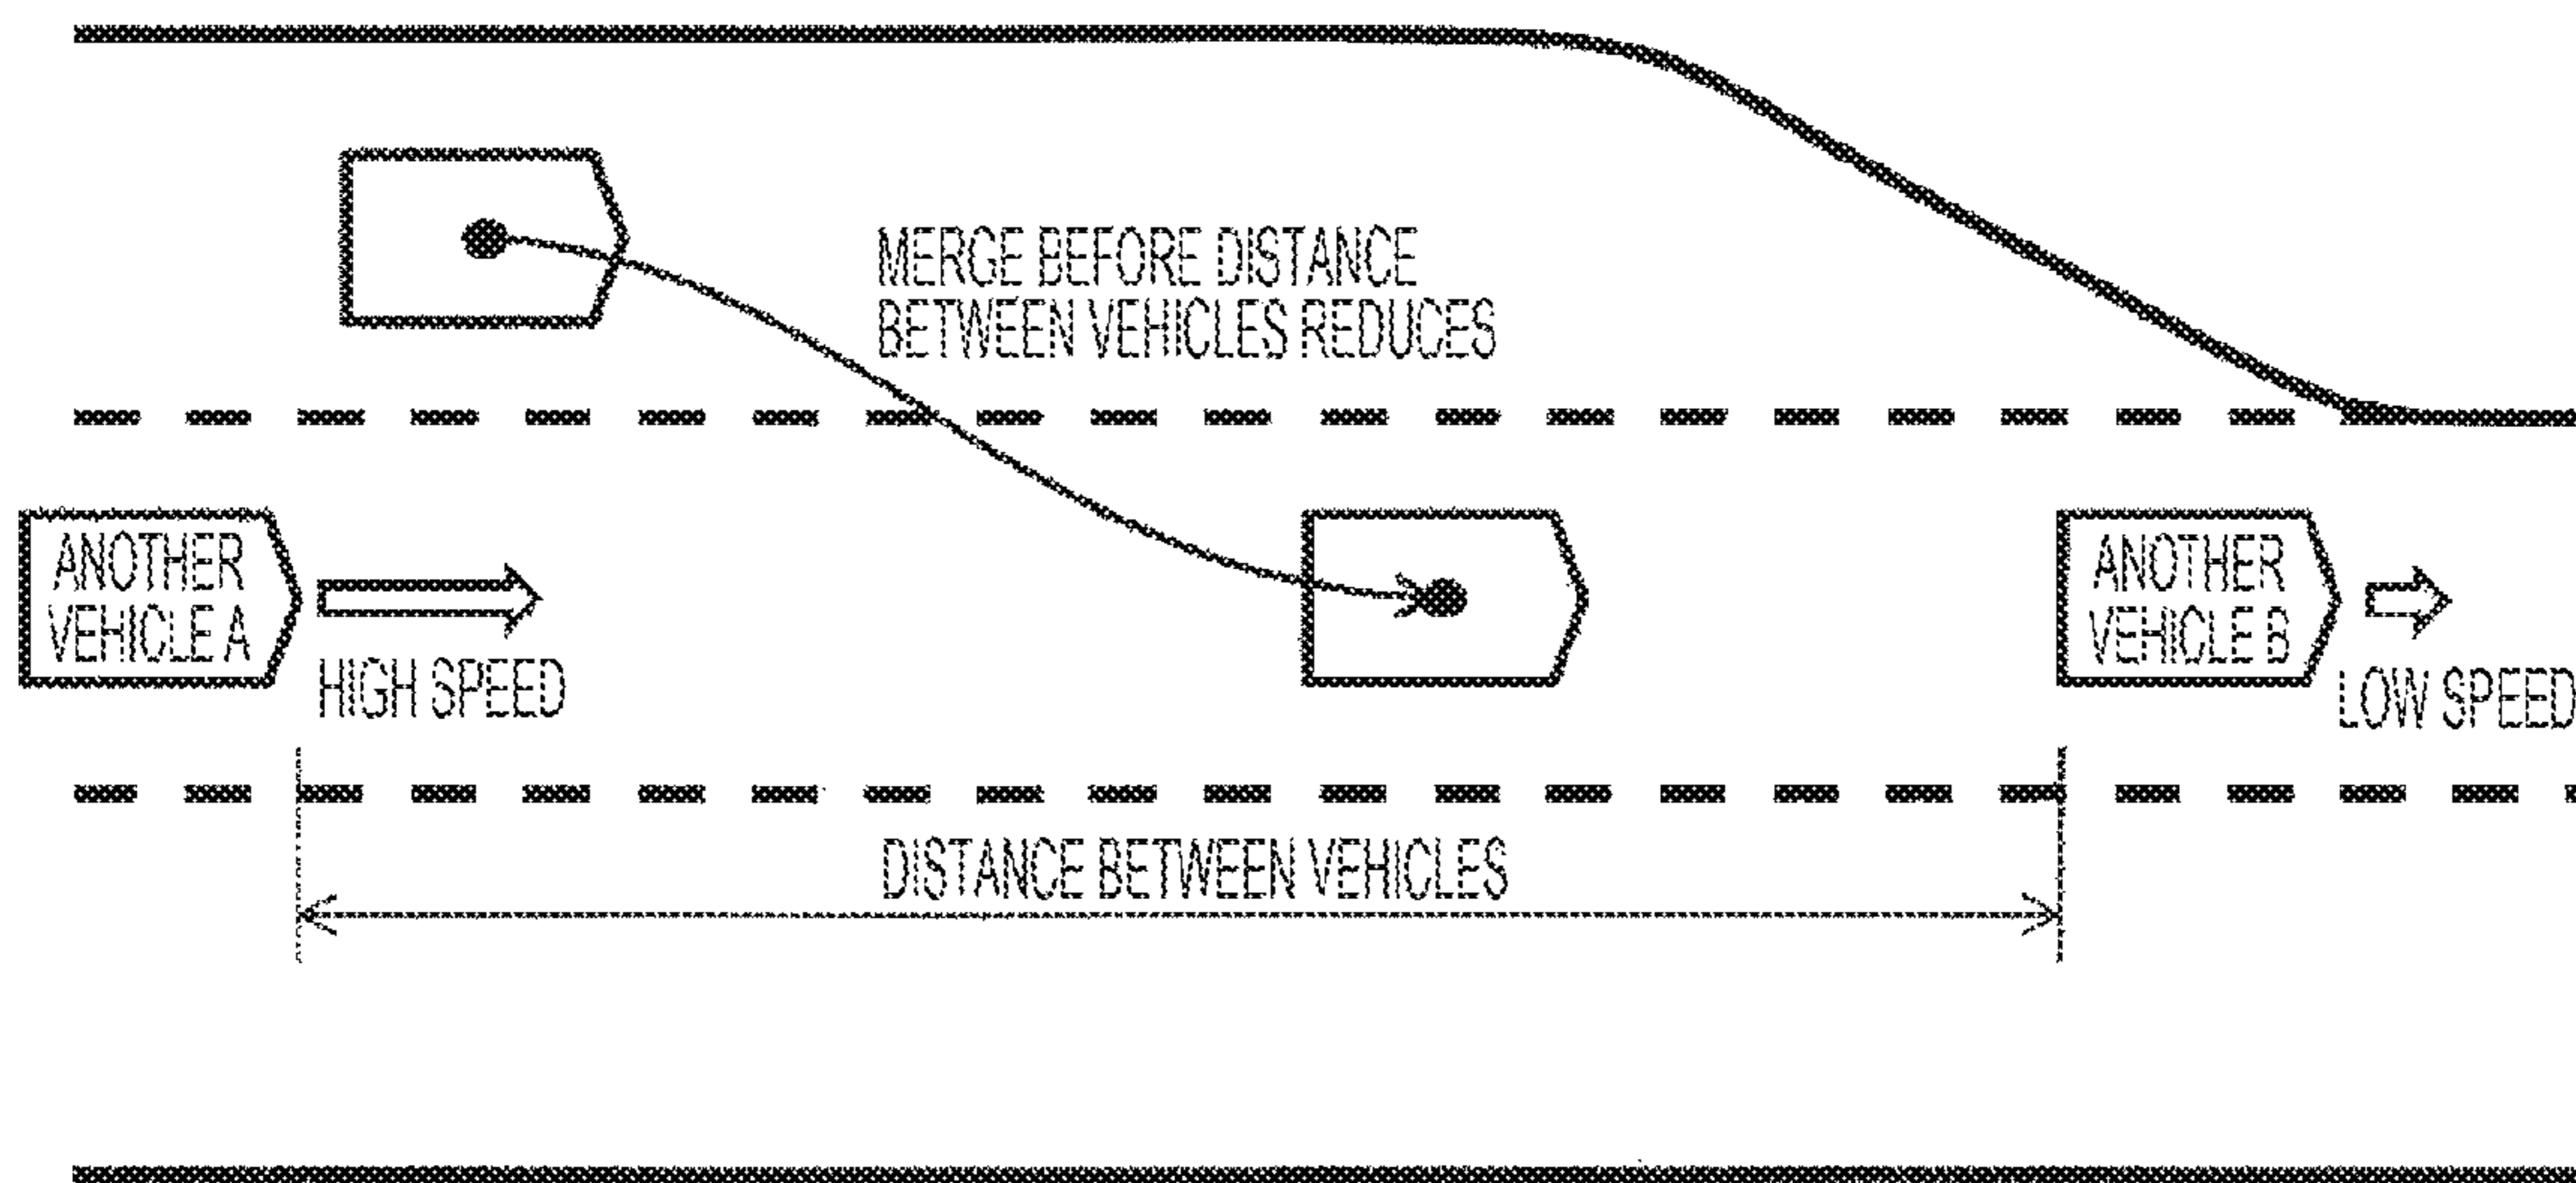 MERGE BEFORE DISTANCE
BETWEEN VEHICLES REDUCES
ANOTHER
VEHICLE A
HIGH SPEED
ANOTHER
VEHICLE B
LOW SPEED
DISTANCE BETWEEN VEHICLES